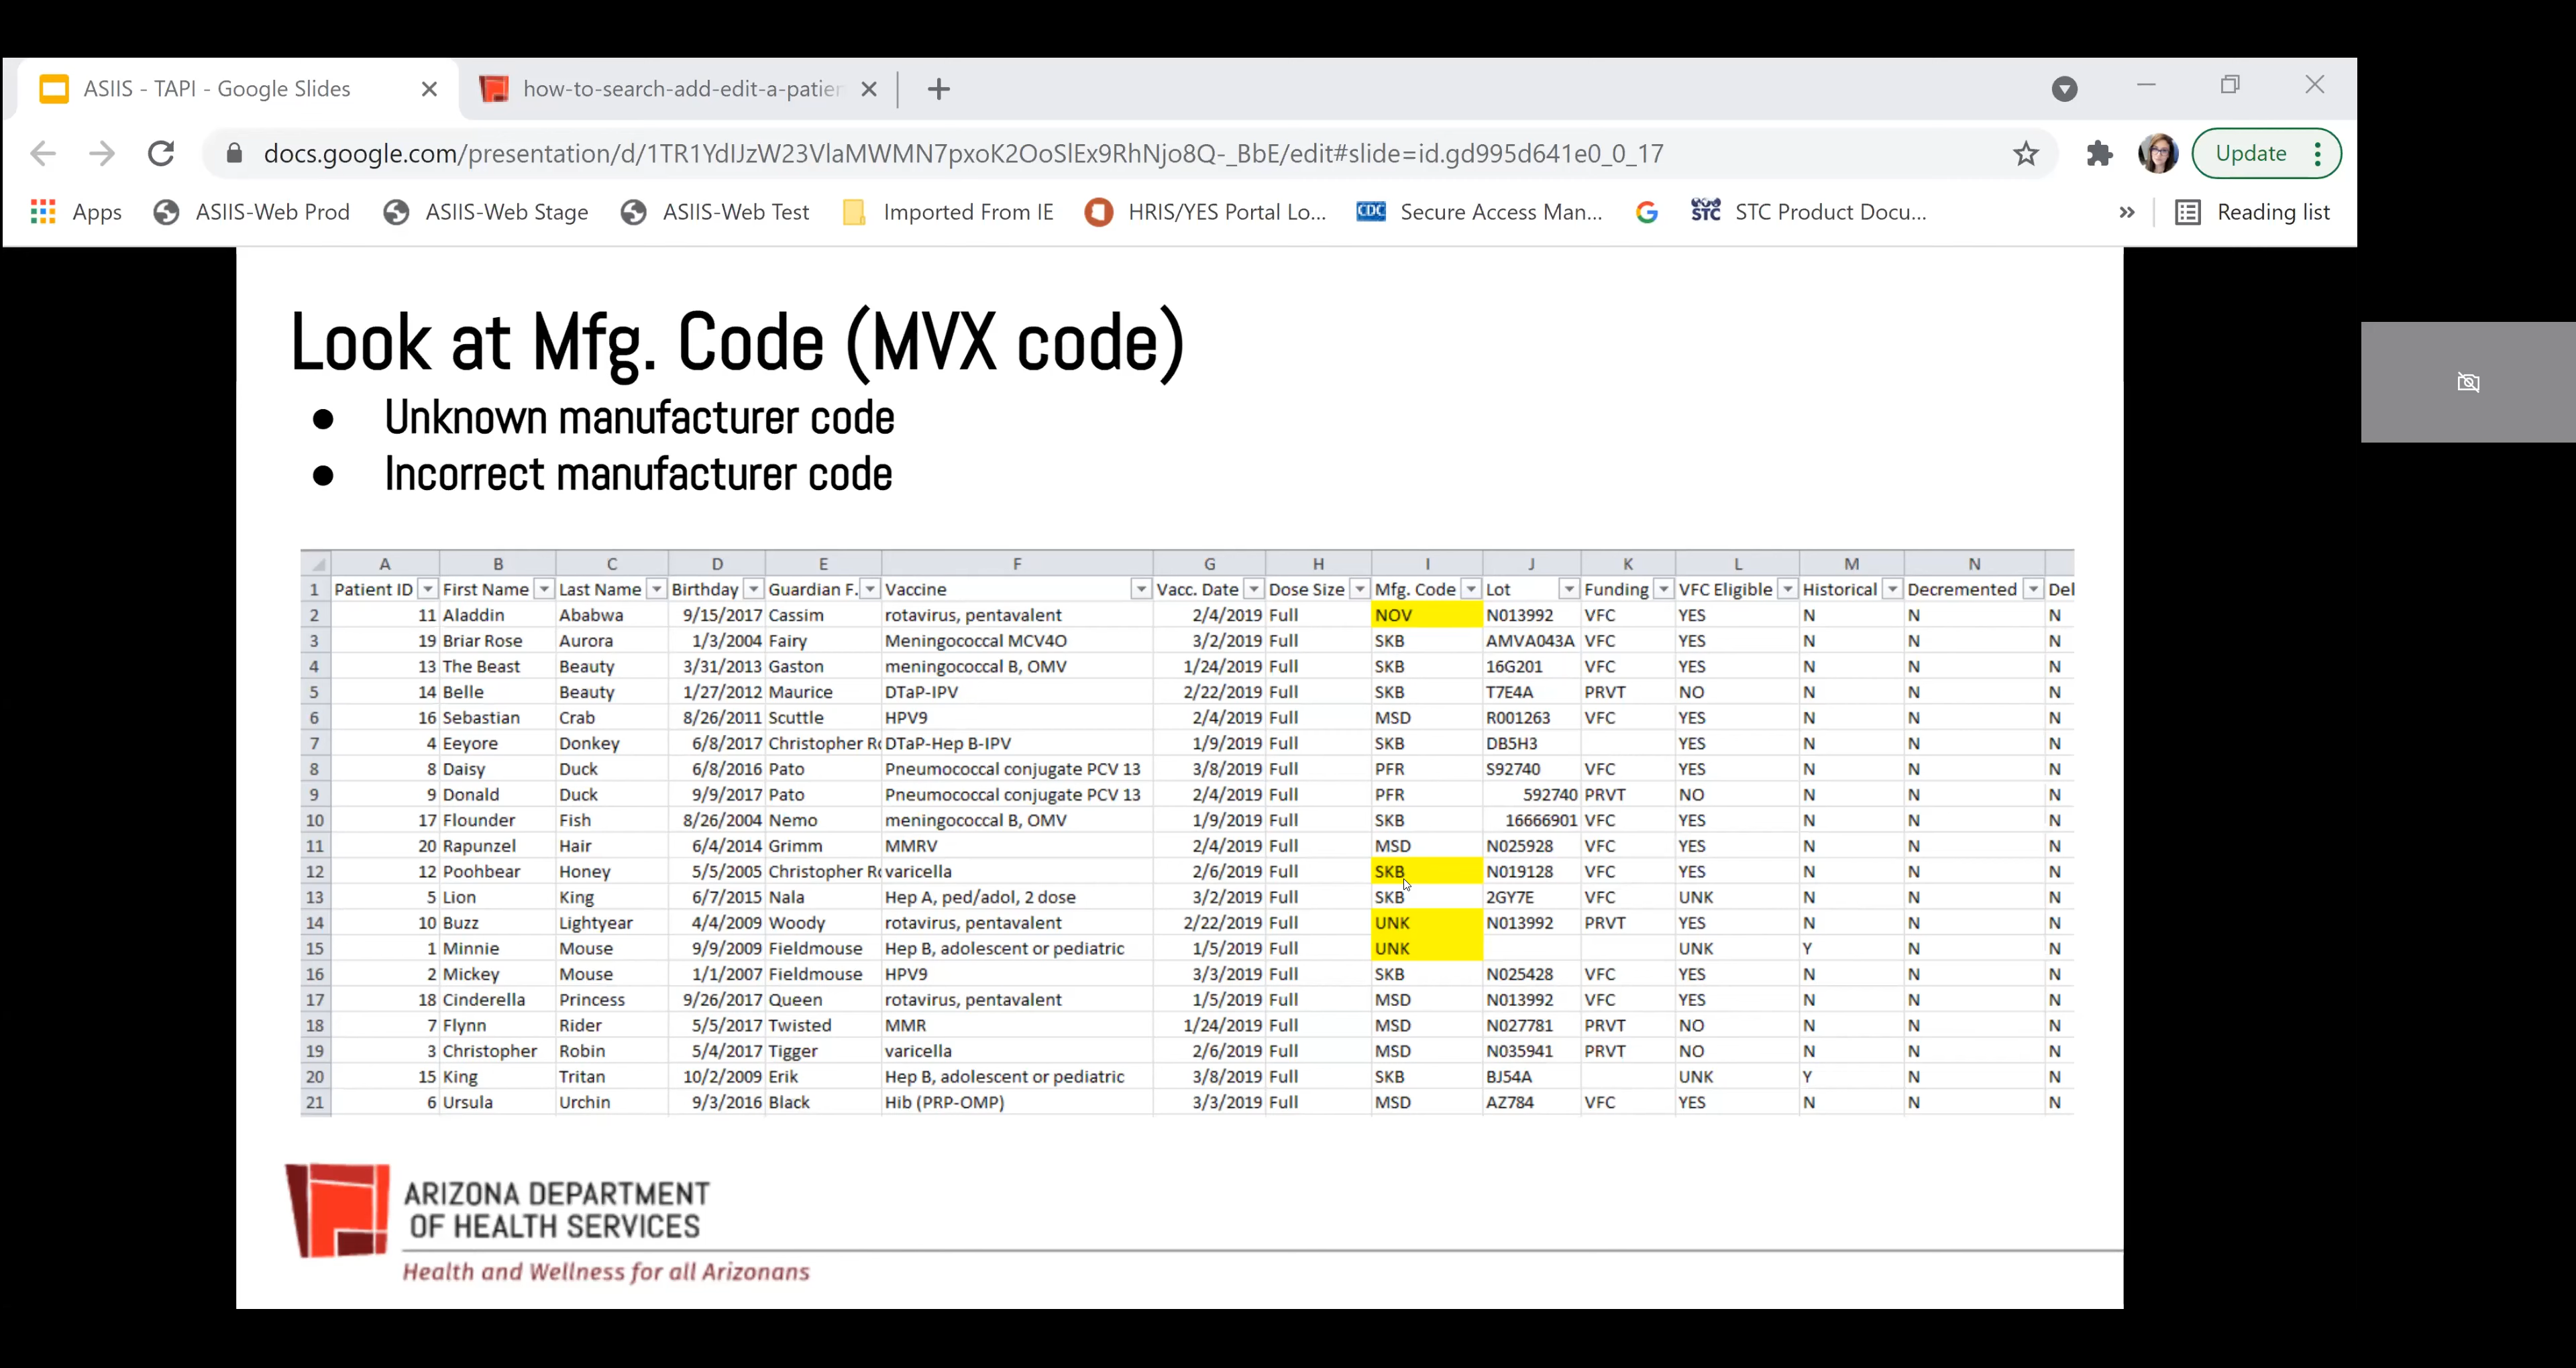 ASIIS - TAPI - Google Slides how-to-search-add-edit-a-patien
docs.google.com/presentation/d/1TR1YdIJzW23VlaMWMN7pxoK2OoSlEx9RhNjo8Q-_BbE/edit#slide=id.gd995d641e0_0_17 Update
Apps ASIIS-Web Prod ASIIS-Web Stage ASIIS-Web Test Imported From IE HRIS/YES Portal Lo... CDC Secure Access Man... G STC STC Product Docu... » Reading list
Look at Mfg. Code (MVX code)
● Unknown manufacturer code
● Incorrect manufacturer code
A B C D E F G H I J K L M N
1 Patient ID First Name Last Name Birthday Guardian F. Vaccine Vacc. Date Dose Size Mfg. Code Lot Funding VFC Eligible Historical Decremented Del
2 11 Aladdin Ababwa 9/15/2017 Cassim rotavirus, pentavalent 2/4/2019 Full NOV N013992 VFC YES N N N
3 19 Briar Rose Aurora 1/3/2004 Fairy Meningococcal MCV4O 3/2/2019 Full SKB AMVA043A VFC YES N N N
4 13 The Beast Beauty 3/31/2013 Gaston meningococcal B, OMV 1/24/2019 Full SKB 16G201 VFC YES N N N
5 14 Belle Beauty 1/27/2012 Maurice DTaP-IPV 2/22/2019 Full SKB T7E4A PRVT NO N N N
6 16 Sebastian Crab 8/26/2011 Scuttle HPV9 2/4/2019 Full MSD R001263 VFC YES N N N
7 4 Eeyore Donkey 6/8/2017 Christopher Ro DTaP-Hep B-IPV 1/9/2019 Full SKB DB5H3 YES N N N
8 8 Daisy Duck 6/8/2016 Pato Pneumococcal conjugate PCV 13 3/8/2019 Full PFR S92740 VFC YES N N N
9 9 Donald Duck 9/9/2017 Pato Pneumococcal conjugate PCV 13 2/4/2019 Full PFR 592740 PRVT NO N N N
10 17 Flounder Fish 8/26/2004 Nemo meningococcal B, OMV 1/9/2019 Full SKB 16666901 VFC YES N N N
11 20 Rapunzel Hair 6/4/2014 Grimm MMRV 2/4/2019 Full MSD N025928 VFC YES N N N
12 12 Poohbear Honey 5/5/2005 Christopher Ro varicella 2/6/2019 Full SKB N019128 VFC YES N N N
13 5 Lion King 6/7/2015 Nala Hep A, ped/adol, 2 dose 3/2/2019 Full SKB 2GY7E VFC UNK N N N
14 10 Buzz Lightyear 4/4/2009 Woody rotavirus, pentavalent 2/22/2019 Full UNK N013992 PRVT YES N N N
15 1 Minnie Mouse 9/9/2009 Fieldmouse Hep B, adolescent or pediatric 1/5/2019 Full UNK UNK Y N N
16 2 Mickey Mouse 1/1/2007 Fieldmouse HPV9 3/3/2019 Full SKB N025428 VFC YES N N N
17 18 Cinderella Princess 9/26/2017 Queen rotavirus, pentavalent 1/5/2019 Full MSD N013992 VFC YES N N N
18 7 Flynn Rider 5/5/2017 Twisted MMR 1/24/2019 Full MSD N027781 PRVT NO N N N
19 3 Christopher Robin 5/4/2017 Tigger varicella 2/6/2019 Full MSD N035941 PRVT NO N N N
20 15 King Tritan 10/2/2009 Erik Hep B, adolescent or pediatric 3/8/2019 Full SKB BJ54A UNK Y N N
21 6 Ursula Urchin 9/3/2016 Black Hib (PRP-OMP) 3/3/2019 Full MSD AZ784 VFC YES N N N
ARIZONA DEPARTMENT
OF HEALTH SERVICES
Health and Wellness for all Arizonans